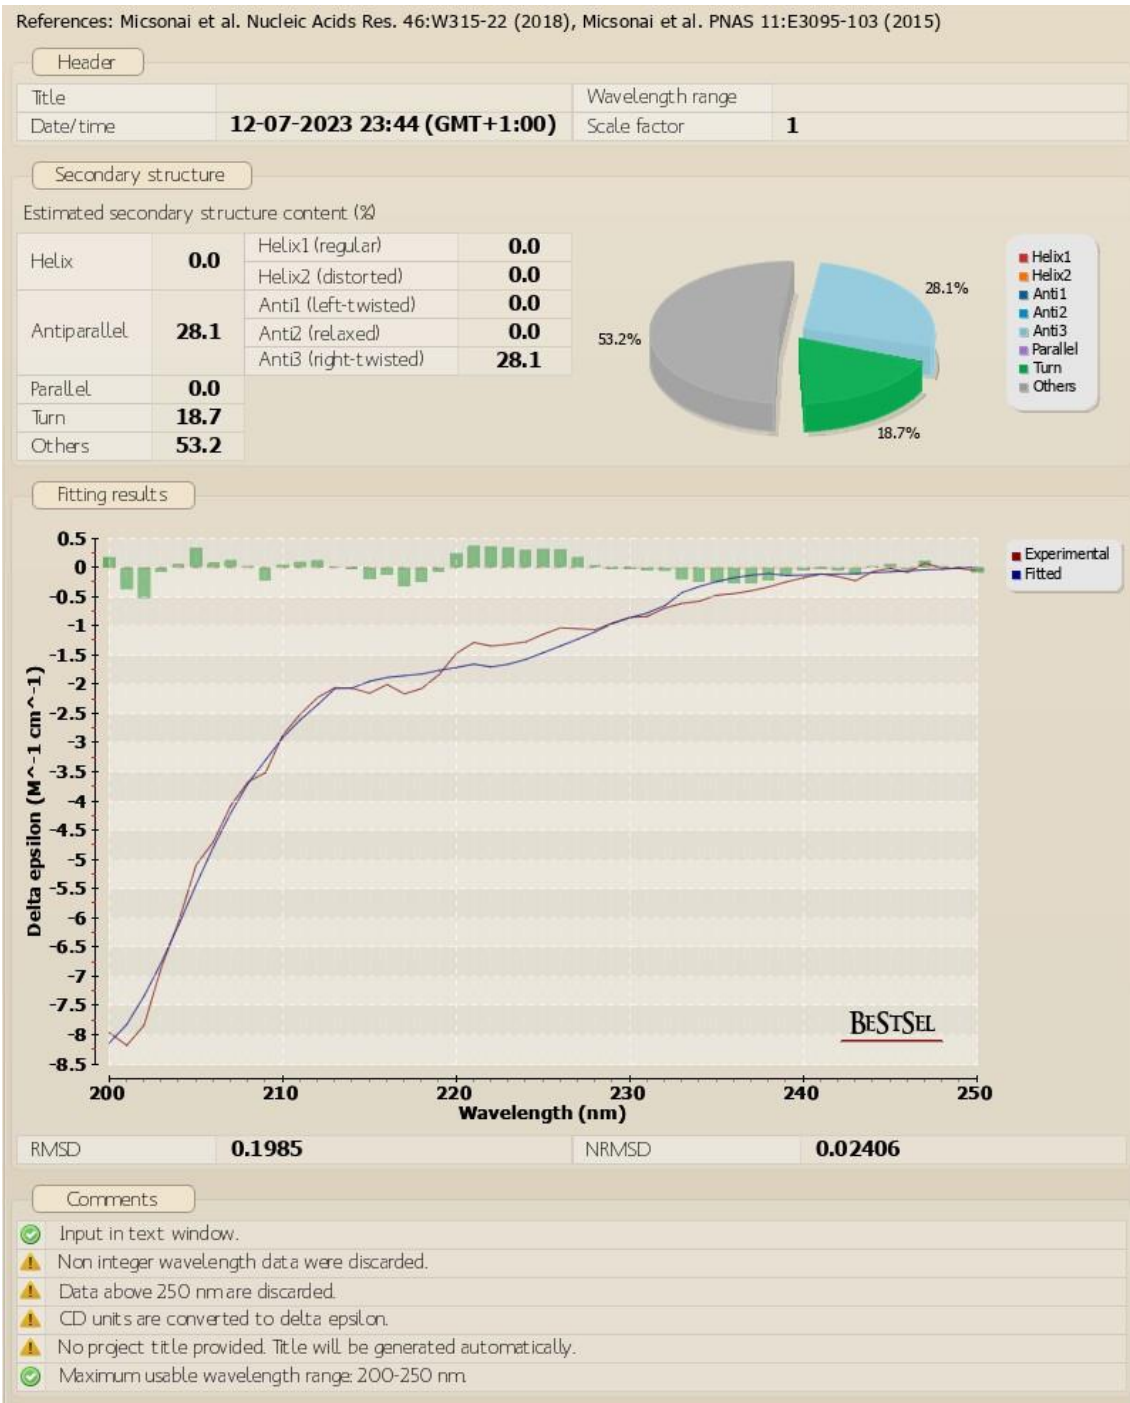 References: Micsonai et al. Nucleic Acids Res. 46:W315-22 (2018), Micsonai et al. PNAS 11:E3095-103 (2015)
Header
Title Wavelength range
Date/time 12-07-2023 23:44 (GMT+1:00) Scale factor 1
Secondary structure
Estimated secondary structure content (%)
Helix 0.0 Helix1 (regular) 0.0
Helix2 (distorted) 0.0
Antiparallel 28.1 Anti1 (left-twisted) 0.0
Anti2 (relaxed) 0.0
Anti3 (right-twisted) 28.1
Parallel 0.0
Turn 18.7
Others 53.2
53.2%
28.1%
18.7%
Helix1
Helix2
Anti1
Anti2
Anti3
Parallel
Turn
Others
Fitting results
Delta epsilon (M^-1 cm^-1)
0.5
0
-0.5
-1
-1.5
-2
-2.5
-3
-3.5
-4
-4.5
-5
-5.5
-6
-6.5
-7
-7.5
-8
-8.5
Experimental
Fitted
BESTSEL
200 210 220 230 240 250
Wavelength (nm)
RMSD 0.1985 NRMSD 0.02406
Comments
Input in text window.
Non integer wavelength data were discarded.
Data above 250 nm are discarded.
CD units are converted to delta epsilon.
No project title provided. Title will be generated automatically.
Maximum usable wavelength range: 200-250 nm.